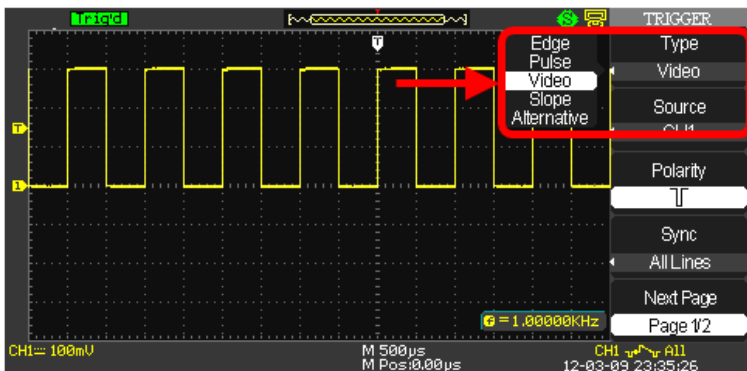 Trig'd
S
TRIGGER
T
Edge
Pulse
Video
Slope
Alternative
Type
Video
Source
CH1
T
1
Polarity
Sync
All Lines
Next Page
Page 1/2
f = 1.00000KHz
CH1 100mV
M 500µs
M Pos:0.00µs
CH1 All
12-03-09 23:35:26